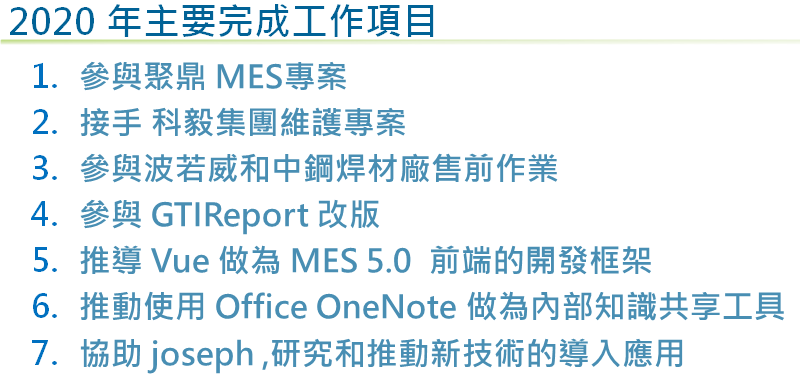 2020 年主要完成工作項目
1. 參與聚鼎 MES專案
2. 接手 科毅集團維護專案
3. 參與波若威和中鋼焊材廠售前作業
4. 參與 GTIReport 改版
5. 推導 Vue 做為 MES 5.0 前端的開發框架
6. 推動使用 Office OneNote 做為內部知識共享工具
7. 協助 joseph ,研究和推動新技術的導入應用